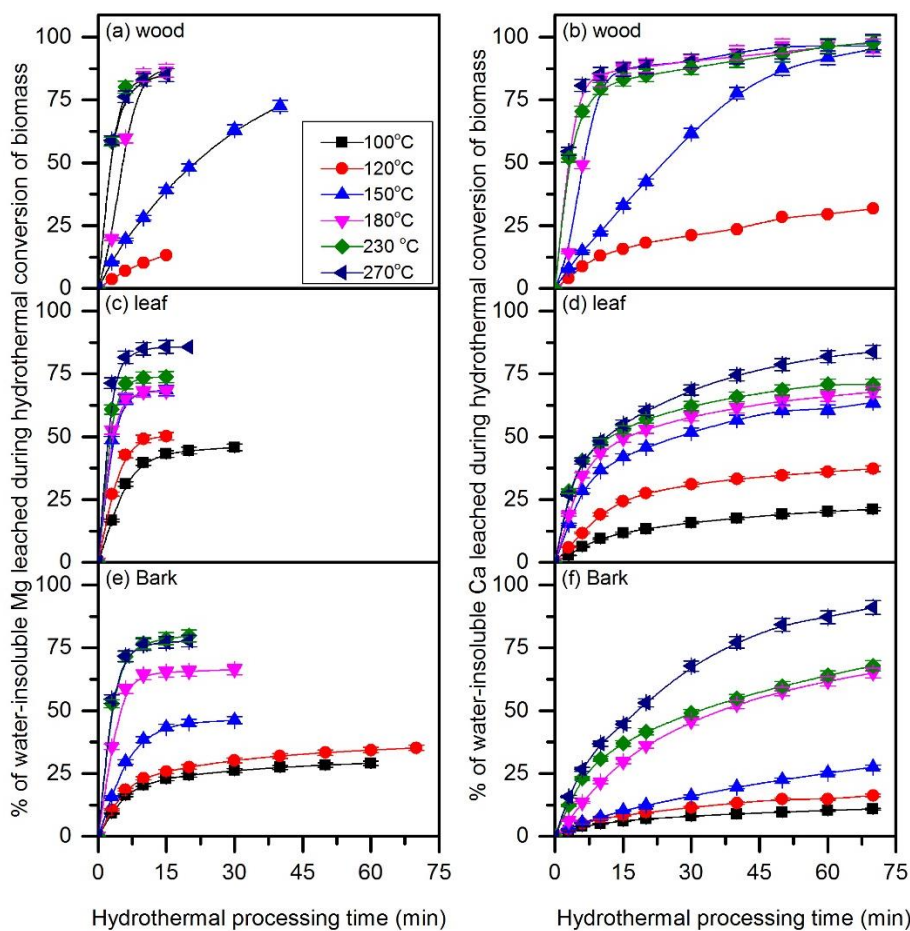 % of water-insoluble Mg leached during hydrothermal conversion of biomass
(a) wood
100
75
50
25
0
100°C
120°C
150°C
180°C
230 °C
270°C
(c) leaf
100
75
50
25
0
(e) Bark
100
75
50
25
0
0 15 30 45 60 75
Hydrothermal processing time (min)
% of water-insoluble Ca leached during hydrothermal conversion of biomass
(b) wood
100
75
50
25
0
(d) leaf
100
75
50
25
0
(f) Bark
100
75
50
25
0
0 15 30 45 60 75
Hydrothermal processing time (min)